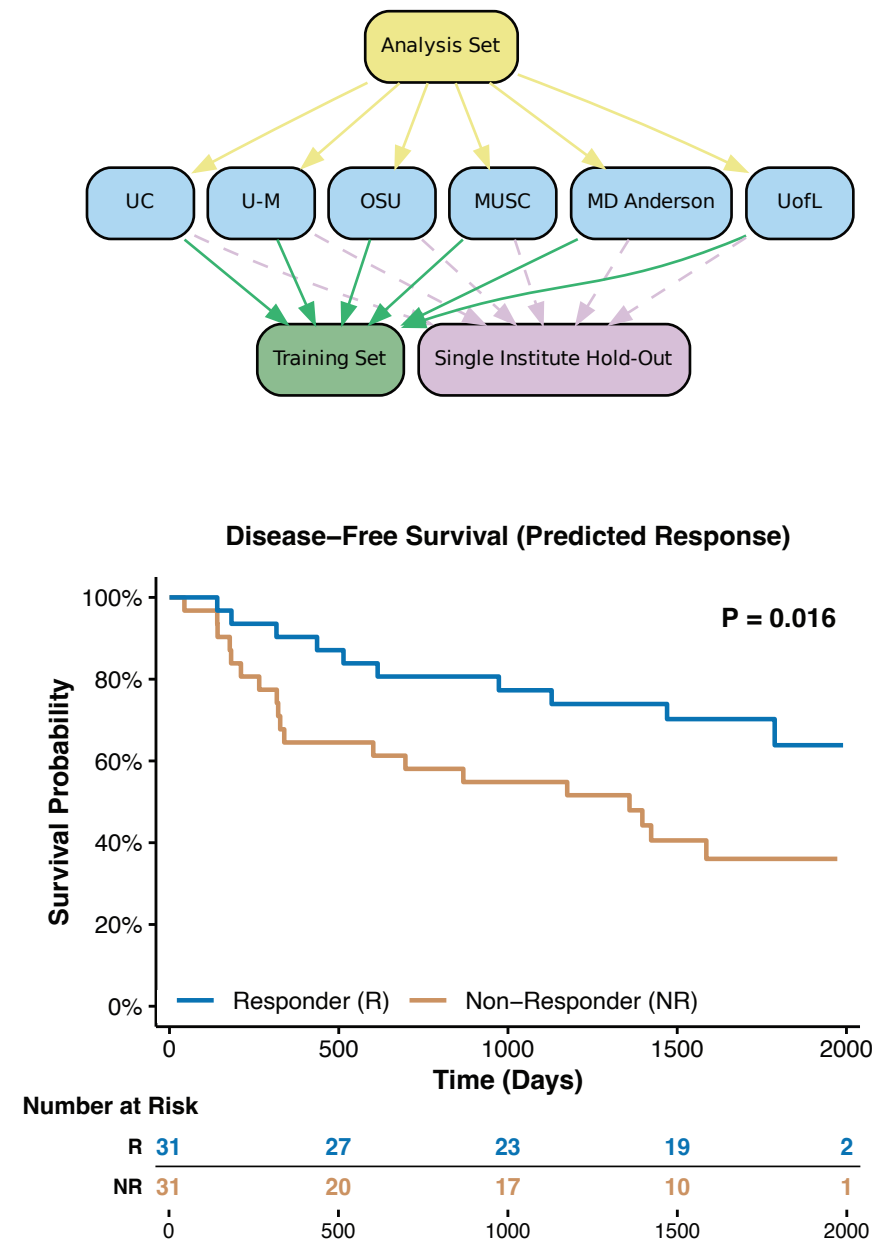 Analysis Set
UC U-M OSU MUSC MD Anderson UofL
Training Set Single Institute Hold-Out
Disease–Free Survival (Predicted Response)
P = 0.016
100%
80%
60%
40%
20%
0%
Survival Probability
Responder (R) Non–Responder (NR)
0 500 1000 1500 2000
Time (Days)
Number at Risk
R 31 27 23 19 2
NR 31 20 17 10 1
0 500 1000 1500 2000